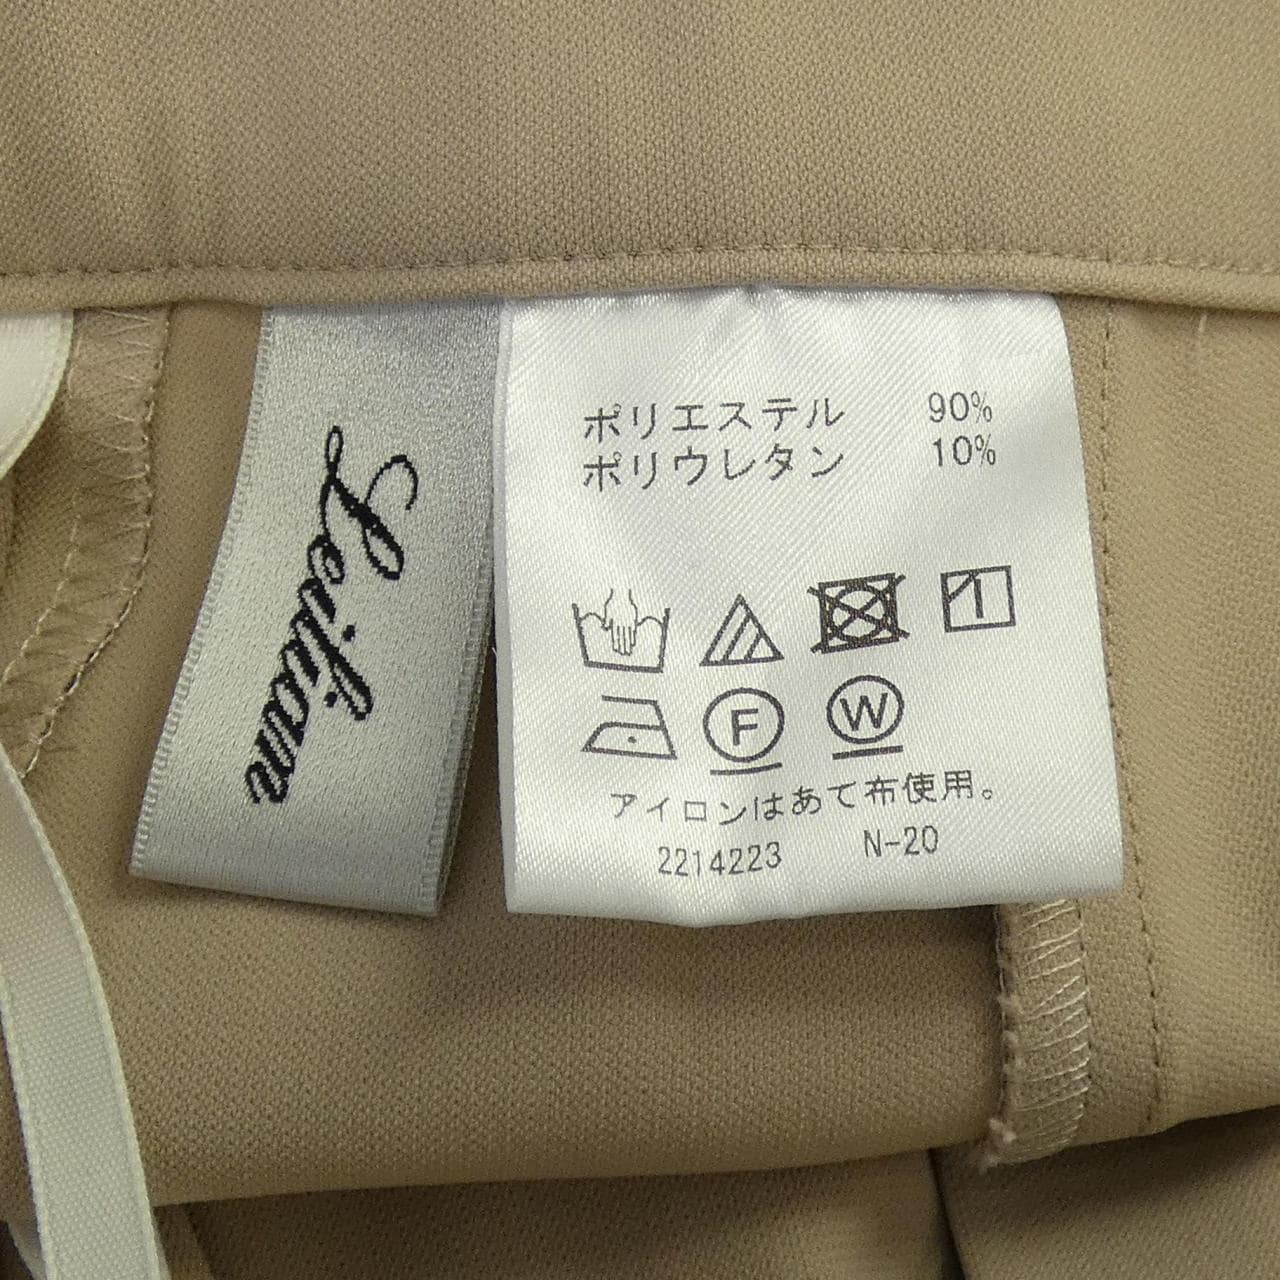 Leilian
ポリエステル 90%
ポリウレタン 10%
F W
アイロンはあて布使用。
2214223 N-20